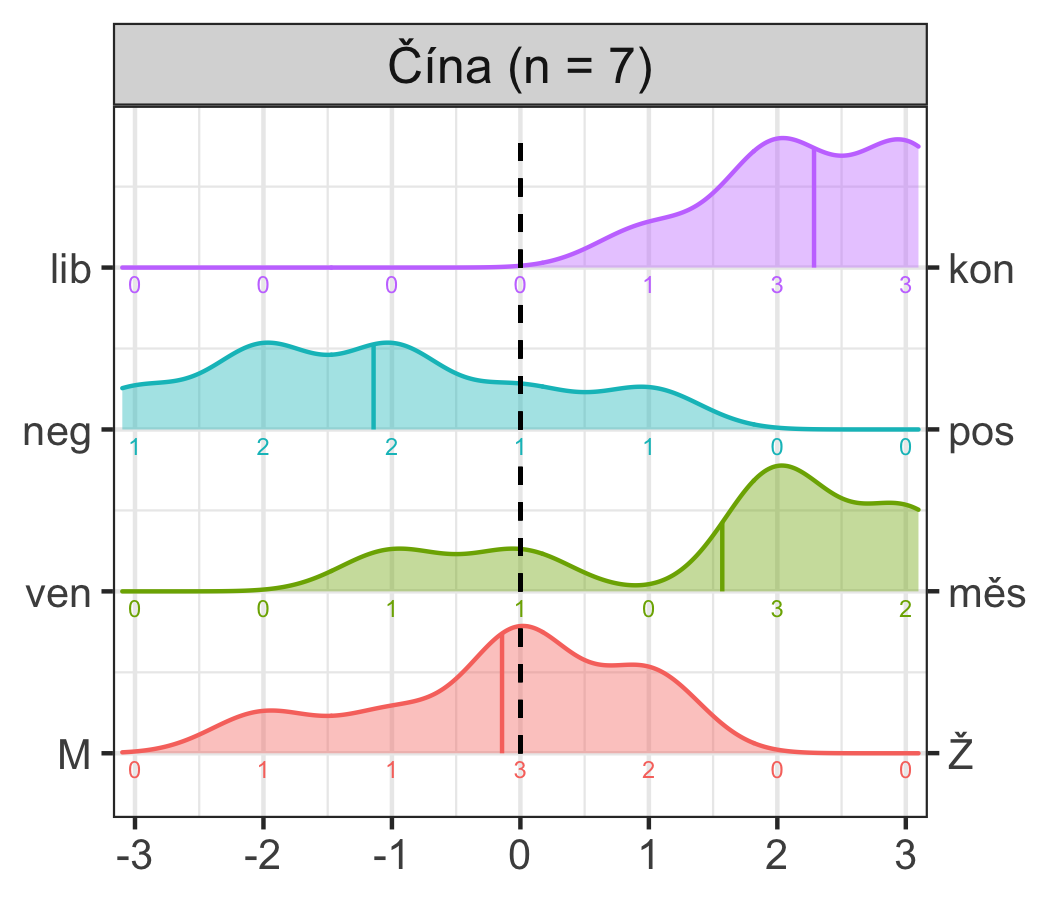 Čína (n = 7)
lib kon
0 0 0 0 1 3 3
neg pos
1 2 2 1 1 0 0
ven měs
0 0 1 1 0 3 2
M Ž
0 1 1 3 2 0 0
-3 -2 -1 0 1 2 3